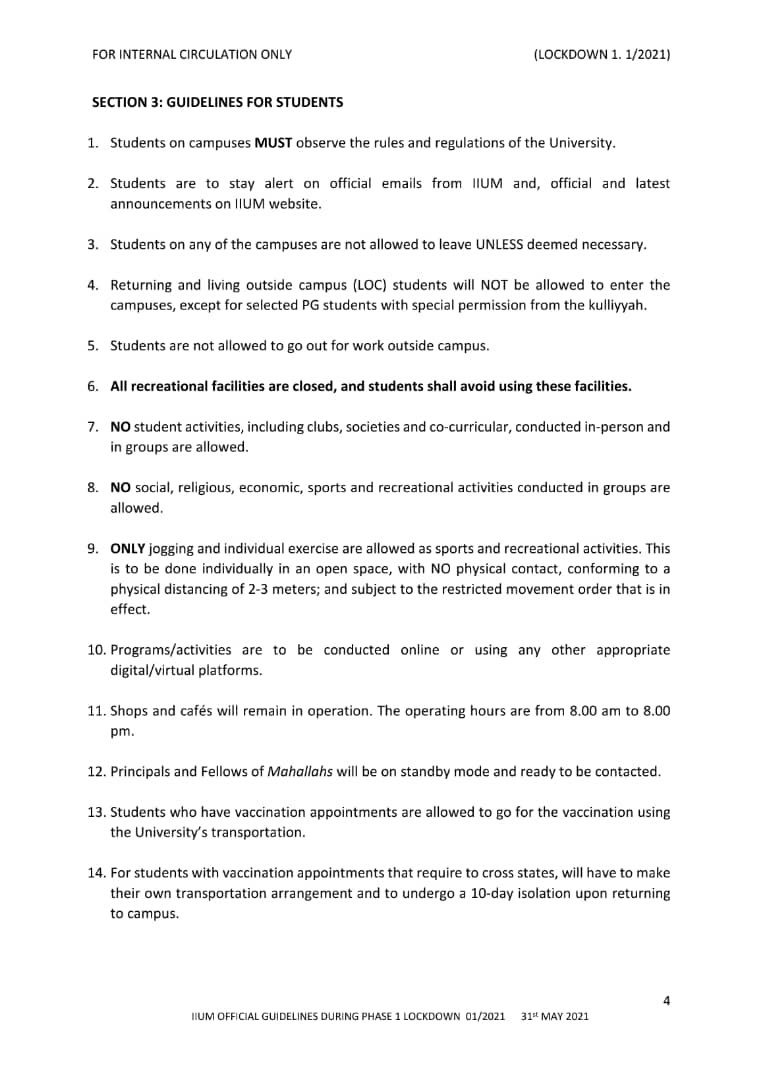 FOR INTERNAL CIRCULATION ONLY (LOCKDOWN 1. 1/2021)
SECTION 3: GUIDELINES FOR STUDENTS
1. Students on campuses MUST observe the rules and regulations of the University.
2. Students are to stay alert on official emails from IIUM and, official and latest
announcements on IIUM website.
3. Students on any of the campuses are not allowed to leave UNLESS deemed necessary.
4. Returning and living outside campus (LOC) students will NOT be allowed to enter the
campuses, except for selected PG students with special permission from the kulliyyah.
5. Students are not allowed to go out for work outside campus.
6. All recreational facilities are closed, and students shall avoid using these facilities.
7. NO student activities, including clubs, societies and co-curricular, conducted in-person and
in groups are allowed.
8. NO social, religious, economic, sports and recreational activities conducted in groups are
allowed.
9. ONLY jogging and individual exercise are allowed as sports and recreational activities. This
is to be done individually in an open space, with NO physical contact, conforming to a
physical distancing of 2-3 meters; and subject to the restricted movement order that is in
effect.
10. Programs/activities are to be conducted online or using any other appropriate
digital/virtual platforms.
11. Shops and cafés will remain in operation. The operating hours are from 8.00 am to 8.00
pm.
12. Principals and Fellows of Mahallahs will be on standby mode and ready to be contacted.
13. Students who have vaccination appointments are allowed to go for the vaccination using
the University's transportation.
14. For students with vaccination appointments that require to cross states, will have to make
their own transportation arrangement and to undergo a 10-day isolation upon returning
to campus.
4
IIUM OFFICIAL GUIDELINES DURING PHASE 1 LOCKDOWN 01/2021 31st MAY 2021